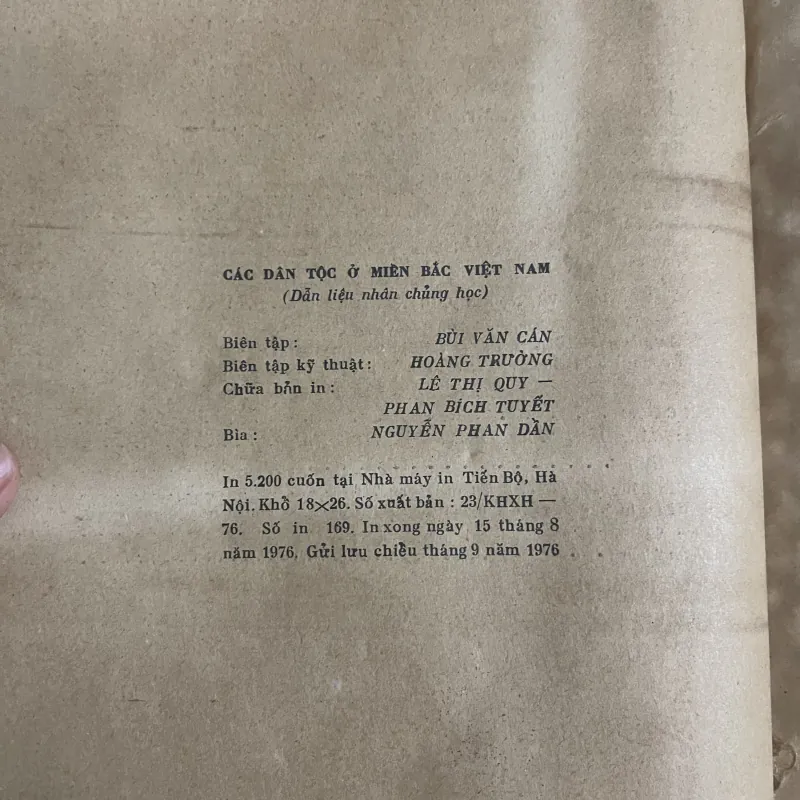 CÁC DÂN TỘC Ở MIỀN BẮC VIỆT NAM
(Dẫn liệu nhân chủng học)
Biên tập: BÙI VĂN CÁN
Biên tập kỹ thuật: HOÀNG TRƯỜNG
Chữa bản in: LÊ THỊ QUY —
PHAN BÍCH TUYẾT
Bìa: NGUYỄN PHAN DẦN
In 5.200 cuốn tại Nhà máy in Tiến Bộ, Hà
Nội. Khổ 18×26. Số xuất bản: 23/KHXH —
76. Số in 169. In xong ngày 15 tháng 8
năm 1976. Gửi lưu chiểu tháng 9 năm 1976